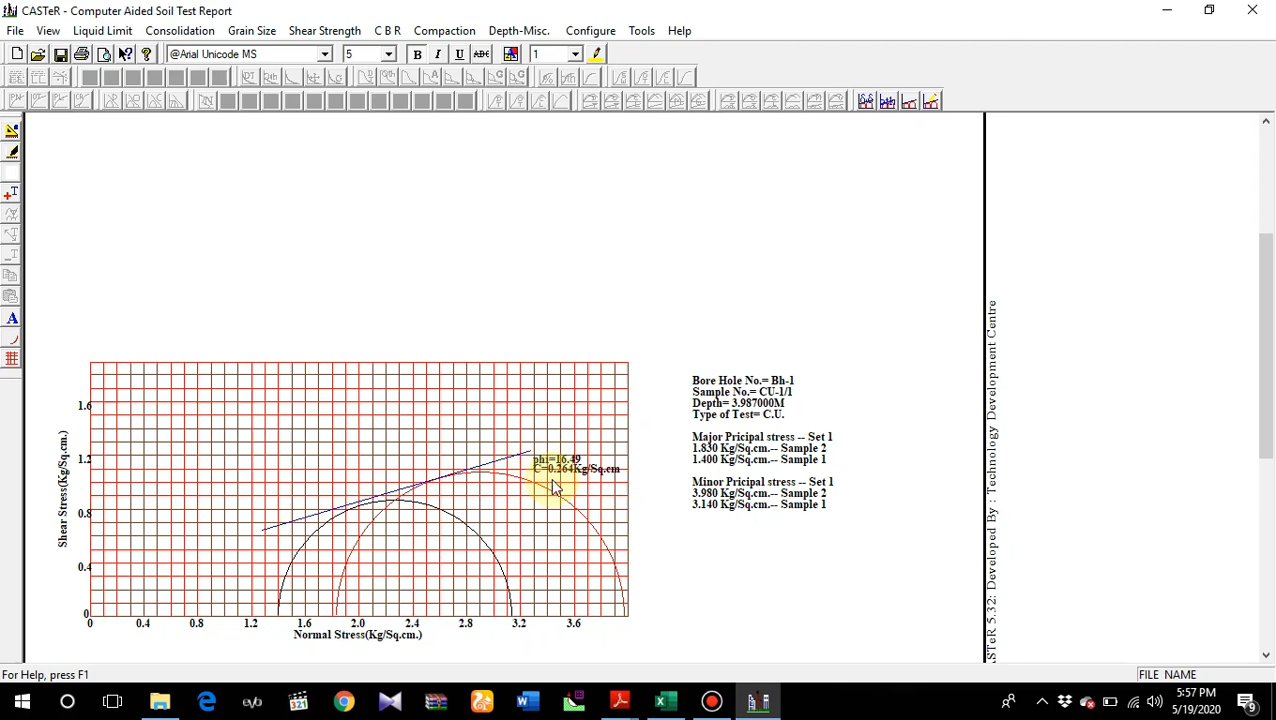 CASTeR - Computer Aided Soil Test Report
File View Liquid Limit Consolidation Grain Size Shear Strength C B R Compaction Depth-Misc. Configure Tools Help
@Arial Unicode MS 5 B I U ABC 1
1.6
1.2
0.8
0.4
0
Shear Stress(Kg/Sq.cm.)
phi=16.49
C=0.264Kg/Sq.cm
0 0.4 0.8 1.2 1.6 2.0 2.4 2.8 3.2 3.6
Normal Stress(Kg/Sq.cm.)
Bore Hole No.= Bh-1
Sample No.= CU-1/1
Depth= 3.987000M
Type of Test= C.U.
Major Pricipal stress -- Set 1
1.830 Kg/Sq.cm.-- Sample 2
1.400 Kg/Sq.cm.-- Sample 1
Minor Pricipal stress -- Set 1
3.980 Kg/Sq.cm.-- Sample 2
3.140 Kg/Sq.cm.-- Sample 1
ASTeR 5.32: Developed By : Technology Development Centre
For Help, press F1
FILE NAME
5:57 PM
5/19/2020